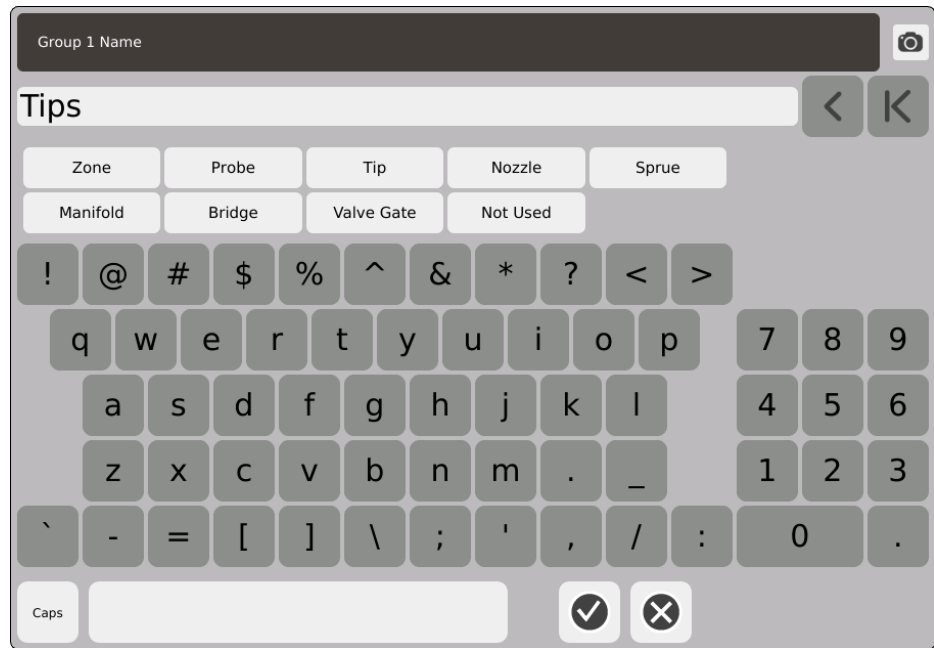 Group 1 Name
Tips
Zone Probe Tip Nozzle Sprue
Manifold Bridge Valve Gate Not Used
! @ # $ % ^ & * ? < >
q w e r t y u i o p 7 8 9
a s d f g h j k l 4 5 6
z x c v b n m . _ 1 2 3
` - = [ ] \ ; ' , / : 0 .
Caps